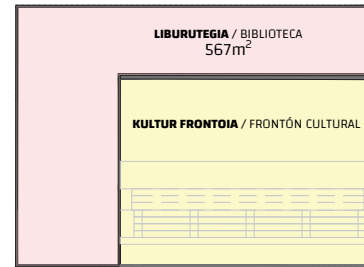 LIBURUTEGIA / BIBLIOTECA
567m²
KULTUR FRONTOIA / FRONTÓN CULTURAL